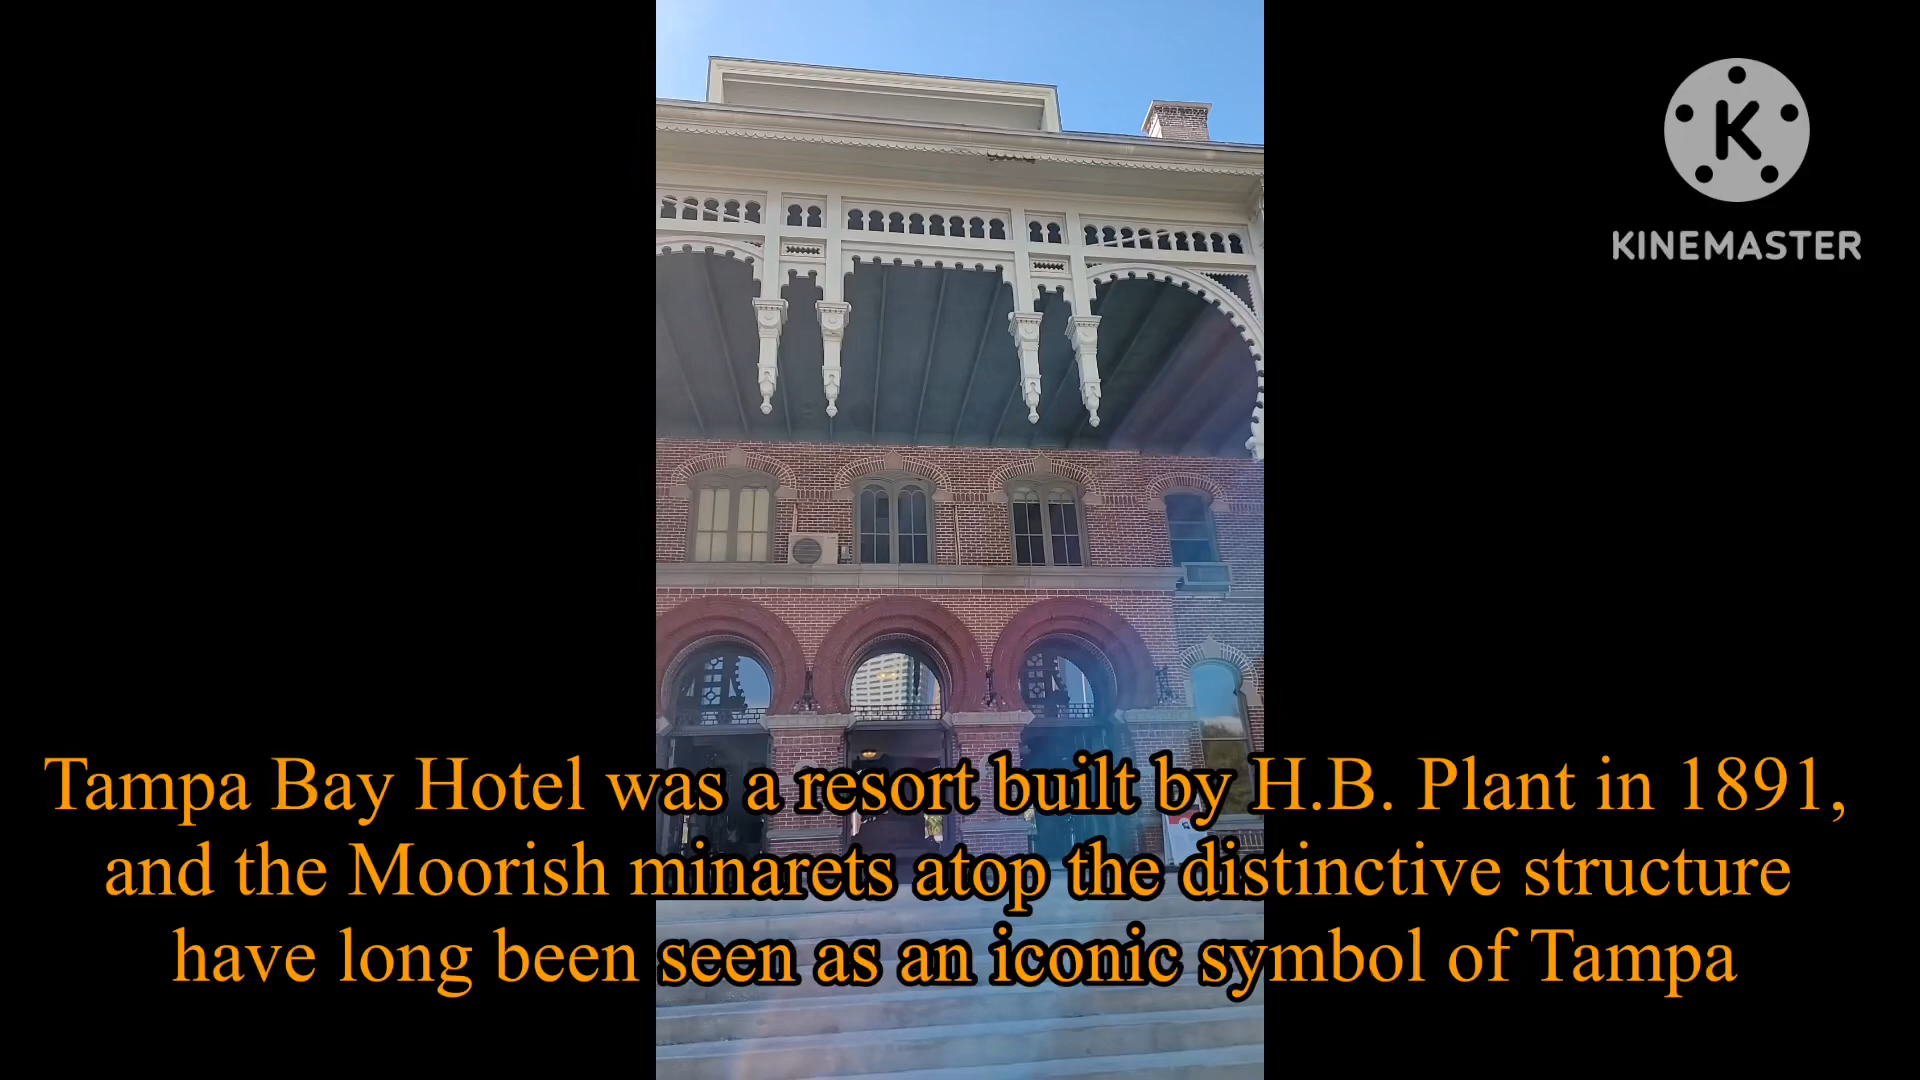 K
KINEMASTER
Tampa Bay Hotel was a resort built by H.B. Plant in 1891,
and the Moorish minarets atop the distinctive structure
have long been seen as an iconic symbol of Tampa